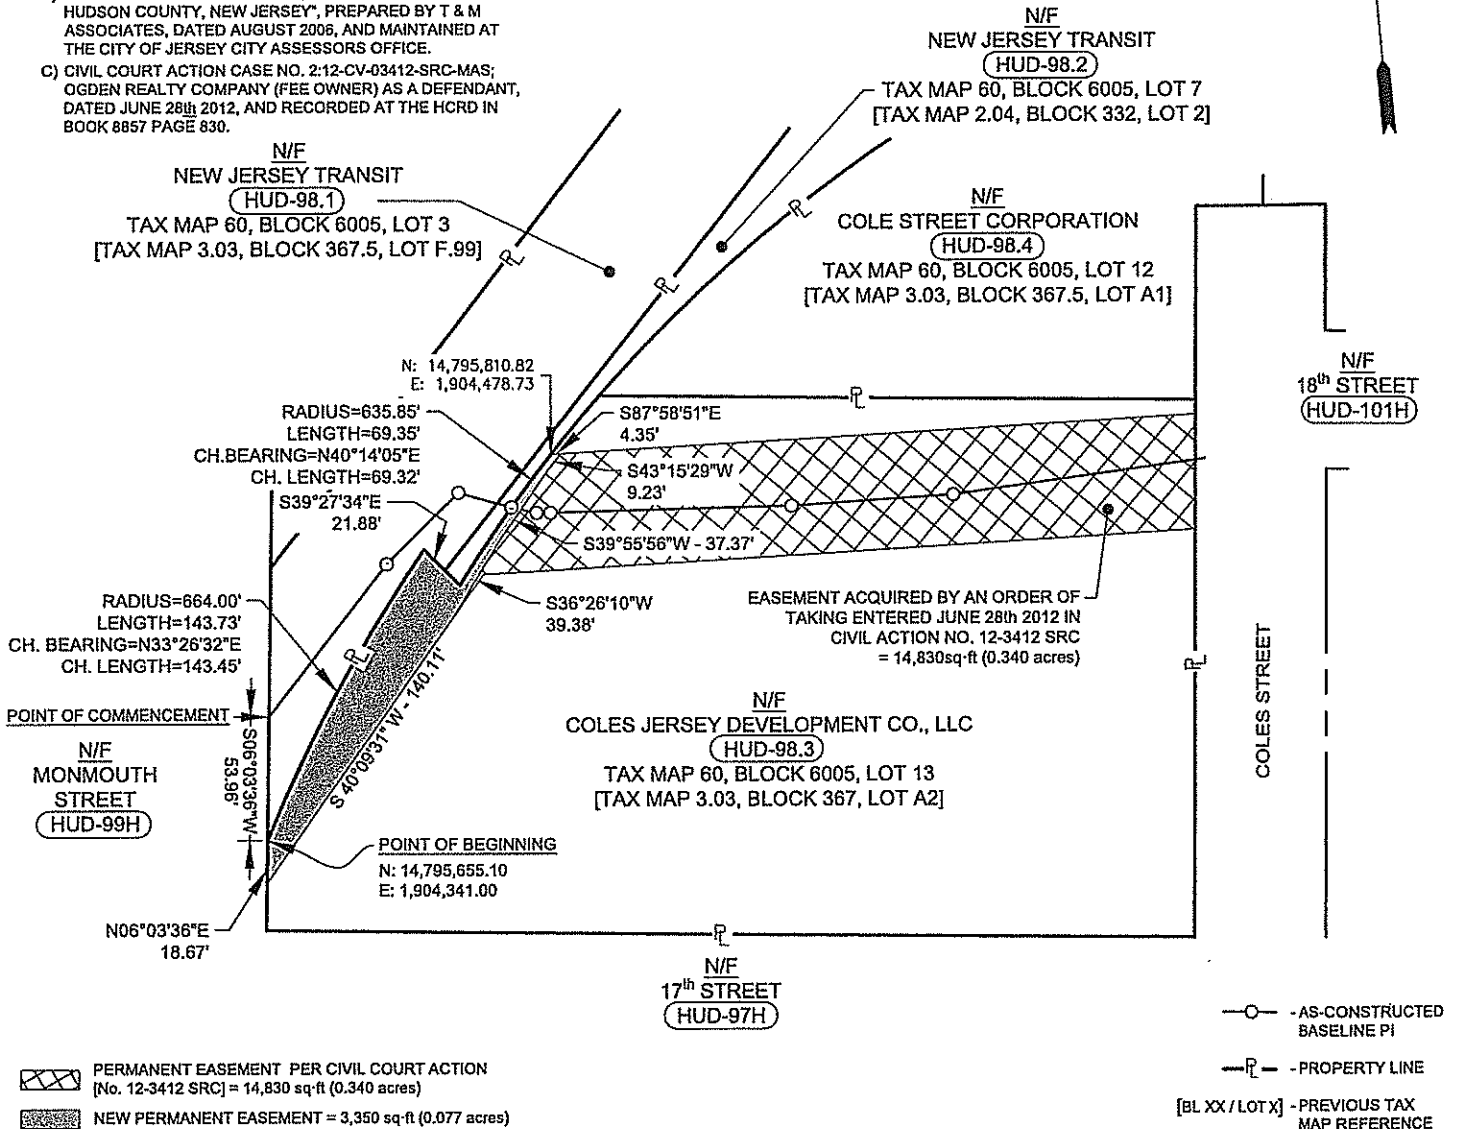 HUDSON COUNTY, NEW JERSEY", PREPARED BY T & M
ASSOCIATES, DATED AUGUST 2006, AND MAINTAINED AT
THE CITY OF JERSEY CITY ASSESSORS OFFICE.
C) CIVIL COURT ACTION CASE NO. 2:12-CV-03412-SRC-MAS;
OGDEN REALTY COMPANY (FEE OWNER) AS A DEFENDANT,
DATED JUNE 28th 2012, AND RECORDED AT THE HCRD IN
BOOK 8857 PAGE 830.
N/F
NEW JERSEY TRANSIT
HUD-98.1
TAX MAP 60, BLOCK 6005, LOT 3
[TAX MAP 3.03, BLOCK 367.5, LOT F.99]
N/F
NEW JERSEY TRANSIT
HUD-98.2
TAX MAP 60, BLOCK 6005, LOT 7
[TAX MAP 2.04, BLOCK 332, LOT 2]
N/F
COLE STREET CORPORATION
HUD-98.4
TAX MAP 60, BLOCK 6005, LOT 12
[TAX MAP 3.03, BLOCK 367.5, LOT A1]
N/F
18th STREET
HUD-101H
PL
PL
PL
PL
N: 14,795,810.82
E: 1,904,478.73
RADIUS=635.85'
LENGTH=69.35'
CH.BEARING=N40°14'05"E
CH. LENGTH=69.32'
S39°27'34"E
21.88'
S87°58'51"E
4.35'
S43°15'29"W
9.23'
S39°55'56"W - 37.37'
S36°26'10"W
39.38'
EASEMENT ACQUIRED BY AN ORDER OF
TAKING ENTERED JUNE 28th 2012 IN
CIVIL ACTION NO. 12-3412 SRC
= 14,830sq-ft (0.340 acres)
RADIUS=664.00'
LENGTH=143.73'
CH. BEARING=N33°26'32"E
CH. LENGTH=143.45'
PL
PL
S 40°09'31" W - 140.11'
POINT OF COMMENCEMENT
S06°03'36"W
53.96'
N/F
MONMOUTH
STREET
HUD-99H
N/F
COLES JERSEY DEVELOPMENT CO., LLC
HUD-98.3
TAX MAP 60, BLOCK 6005, LOT 13
[TAX MAP 3.03, BLOCK 367, LOT A2]
COLES STREET
POINT OF BEGINNING
N: 14,795,655.10
E: 1,904,341.00
N06°03'36"E
18.67'
PL
N/F
17th STREET
HUD-97H
-AS-CONSTRUCTED
BASELINE PI
PL -PROPERTY LINE
[BL XX / LOT X] -PREVIOUS TAX
MAP REFERENCE
PERMANENT EASEMENT PER CIVIL COURT ACTION
[No. 12-3412 SRC] = 14,830 sq-ft (0.340 acres)
NEW PERMANENT EASEMENT = 3,350 sq-ft (0.077 acres)